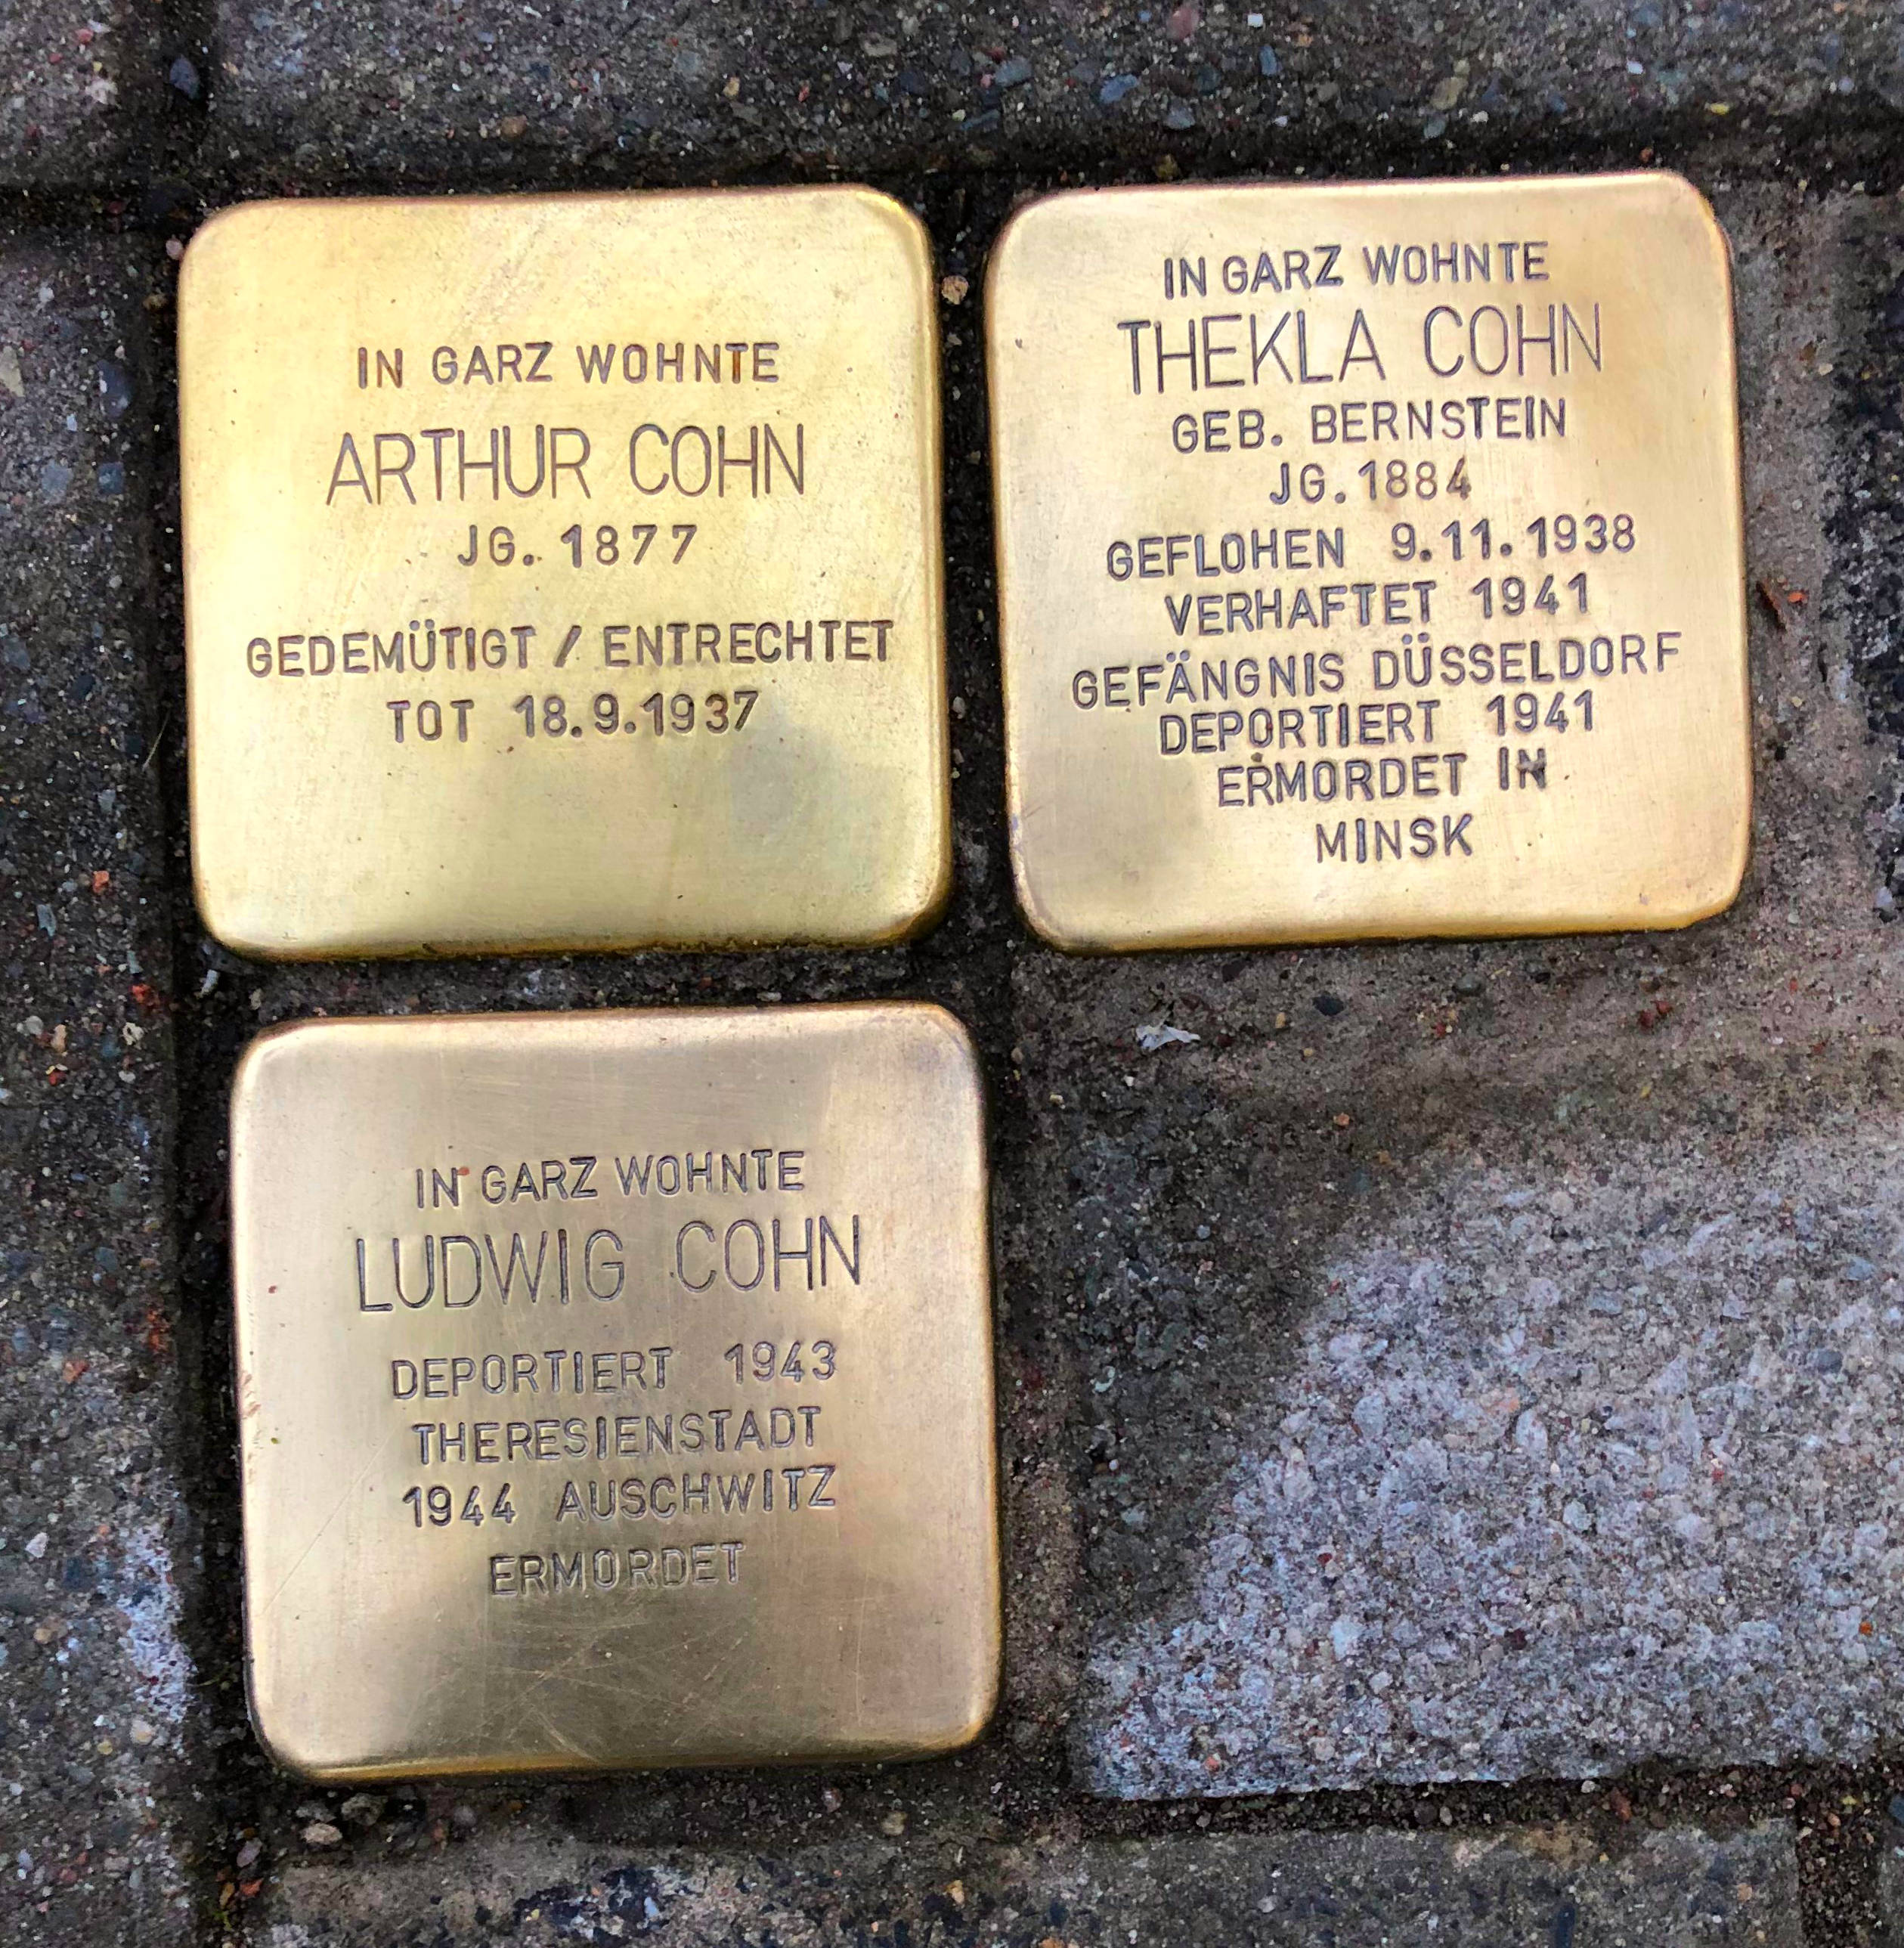 IN GARZ WOHNTE
ARTHUR COHN
JG. 1877
GEDEMÜTIGT / ENTRECHTET
TOT 18.9.1937
IN GARZ WOHNTE
THEKLA COHN
GEB. BERNSTEIN
JG. 1884
GEFLOHEN 9.11.1938
VERHAFTET 1941
GEFÄNGNIS DÜSSELDORF
DEPORTIERT 1941
ERMORDET IN
MINSK
IN GARZ WOHNTE
LUDWIG COHN
DEPORTIERT 1943
THERESIENSTADT
1944 AUSCHWITZ
ERMORDET